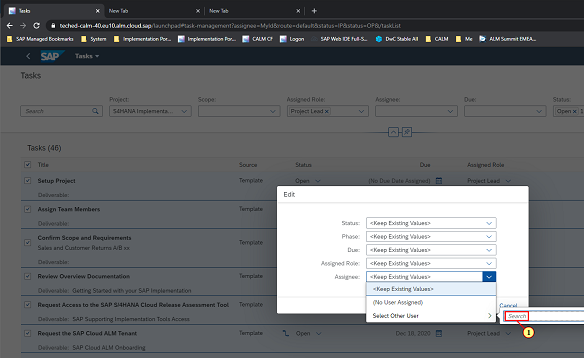 Tasks
New Tab
New Tab
teched-calm-40.eu10.alm.cloud.sap/launchpad#task-management?assignee=MyId&route=default&status=IP&status=OP&/taskList
SAP Managed Bookmarks
System
Implementation Por...
Implementation Por...
CALM CF
Logon
SAP Web IDE Full-S...
DwC Stable All
CALM
Me
ALM Summit EMEA...
SAP
Tasks
Tasks
Project:
Scope:
Assigned Role:
Assignee:
Due:
Status:
Search
S/4HANA Implementa...
Project Lead
Open
Tasks (46)
Title
Source
Status
Due
Assigned Role
Setup Project
Template
Open
(No Due Date Assigned)
Project Lead
Deliverable:
Assign Team Members
Template
Deliverable:
Confirm Scope and Requirements
Template
Sales and Customer Returns A/B cc
Deliverable:
Review Overview Documentation
Template
Deliverable: Getting Started with your SAP Implementation
Request Access to the SAP S/4HANA Cloud Release Assessment Tool
Template
Deliverable: SAP Supporting Implementation Tools Access
Request the SAP Cloud ALM Tenant
Template
Open
Dec 18, 2020
Project Lead
Deliverable: SAP Cloud ALM Onboarding
Edit
Status: <Keep Existing Values>
Phase: <Keep Existing Values>
Due: <Keep Existing Values>
Assigned Role: <Keep Existing Values>
Assignee: <Keep Existing Values>
<Keep Existing Values>
(No User Assigned)
Select Other User
Cancel
Search
1